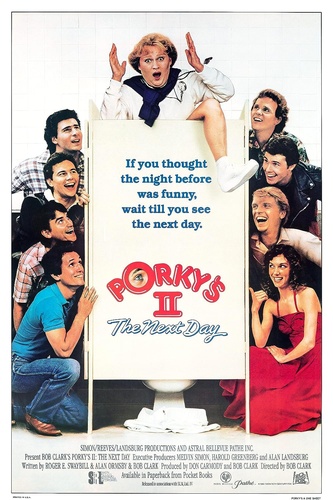 If you thought
the night before
was funny,
wait till you see
the next day.
PORKY'S
II
The Next Day
SIMON/REEVES/LANDSBURG PRODUCTIONS AND ASTRAL BELLEVUE PATHE INC.
Present BOB CLARK'S PORKY'S II: THE NEXT DAY Executive Producers MELVIN SIMON, HAROLD GREENBERG and ALAN LANDSBURG
Written by ROGER E. SWAYBILL & ALAN ORMSBY & BOB CLARK Produced by DON CARMODY and BOB CLARK Directed by BOB CLARK
Available in Paperback from Pocket Books